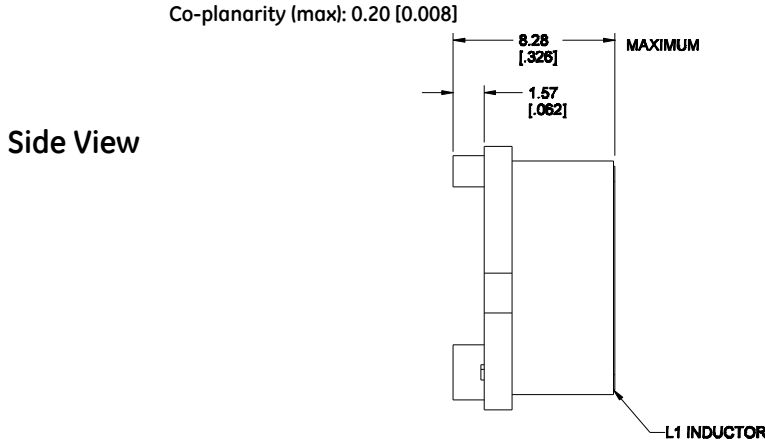 Co-planarity (max): 0.20 [0.008]
8.28
[.326]
MAXIMUM
1.57
[.062]
Side View
L1 INDUCTOR